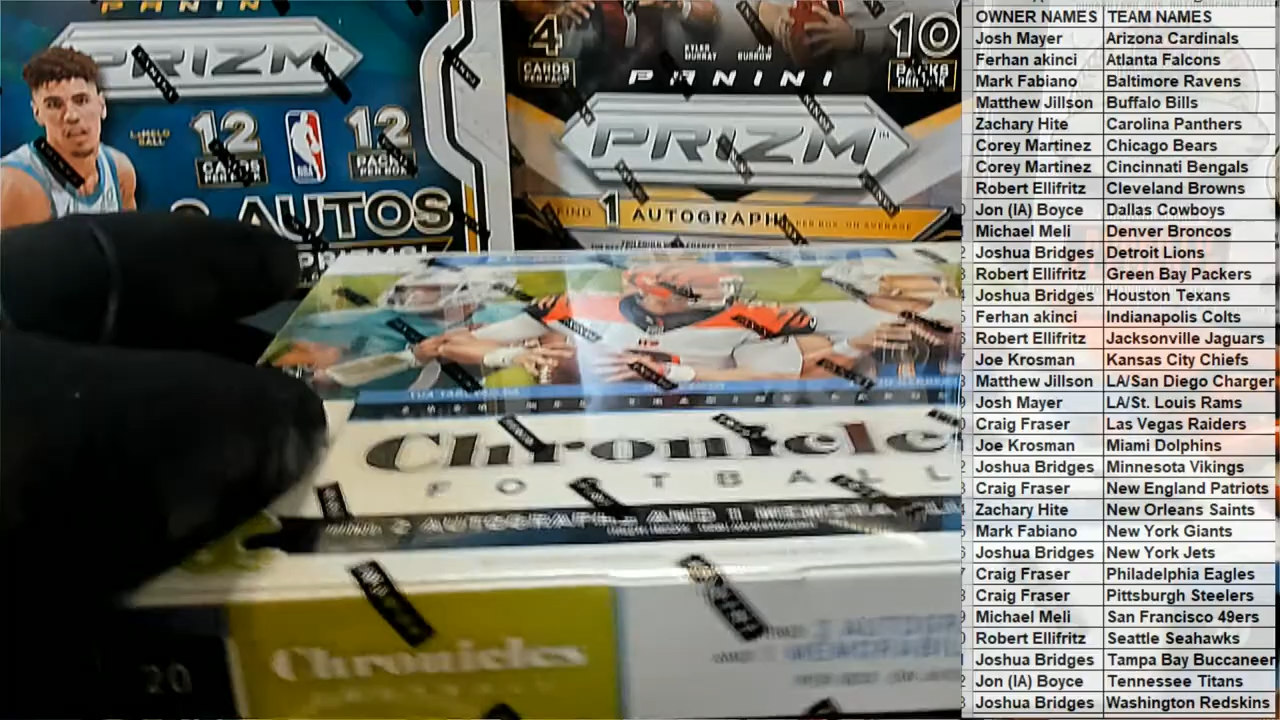 PANINI
PRIZM
LAMELO BALL
12 CARDS PER PACK
12 PACKS PER BOX
NBA
AUTOS
4 CARDS PER PACK
KYLER MURRAY
JOE BURROW
10 PACKS PER BOX
PANINI
PRIZM
1 AUTOGRAPH PER BOX, ON AVERAGE
Chronicles
FOOTBALL
AUTOGRAPHS AND 1
Chronicles
20
OWNER NAMES TEAM NAMES
Josh Mayer Arizona Cardinals
Ferhan akinci Atlanta Falcons
Mark Fabiano Baltimore Ravens
Matthew Jillson Buffalo Bills
Zachary Hite Carolina Panthers
Corey Martinez Chicago Bears
Corey Martinez Cincinnati Bengals
Robert Ellifritz Cleveland Browns
Jon (IA) Boyce Dallas Cowboys
Michael Meli Denver Broncos
Joshua Bridges Detroit Lions
Robert Ellifritz Green Bay Packers
Joshua Bridges Houston Texans
Ferhan akinci Indianapolis Colts
Robert Ellifritz Jacksonville Jaguars
Joe Krosman Kansas City Chiefs
Matthew Jillson LA/San Diego Charger
Josh Mayer LA/St. Louis Rams
Craig Fraser Las Vegas Raiders
Joe Krosman Miami Dolphins
Joshua Bridges Minnesota Vikings
Craig Fraser New England Patriots
Zachary Hite New Orleans Saints
Mark Fabiano New York Giants
Joshua Bridges New York Jets
Craig Fraser Philadelphia Eagles
Craig Fraser Pittsburgh Steelers
Michael Meli San Francisco 49ers
Robert Ellifritz Seattle Seahawks
Joshua Bridges Tampa Bay Buccaneer
Jon (IA) Boyce Tennessee Titans
Joshua Bridges Washington Redskins